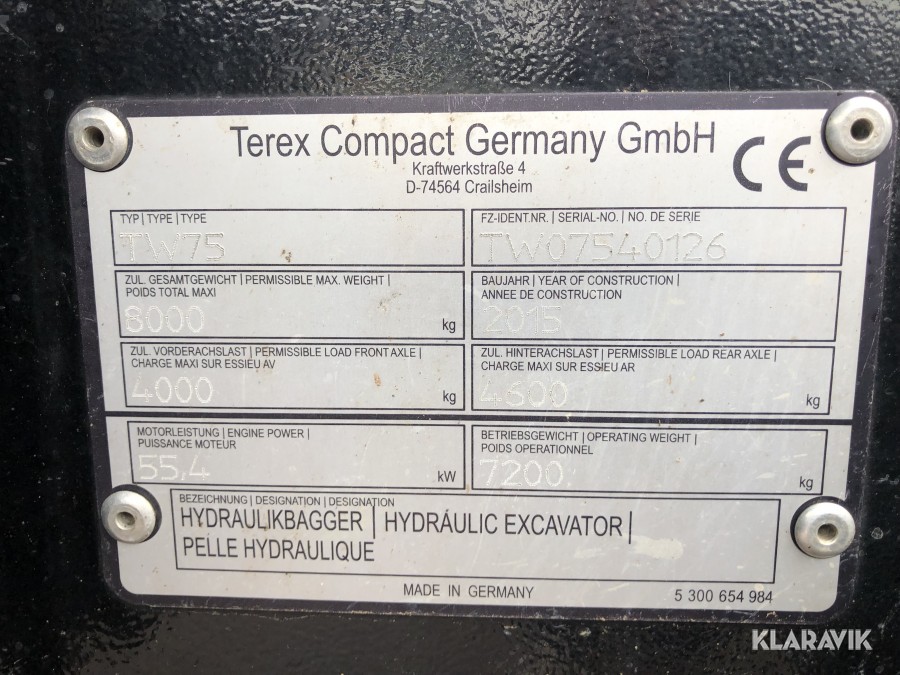 Terex Compact Germany GmbH
Kraftwerkstraße 4
D-74564 Crailsheim
CE
TYP | TYPE | TYPE
TW75
FZ-IDENT.NR. | SERIAL-NO. | NO. DE SERIE
TW07540126
ZUL. GESAMTGEWICHT | PERMISSIBLE MAX. WEIGHT |
POIDS TOTAL MAXI
8000 kg
BAUJAHR | YEAR OF CONSTRUCTION |
ANNEE DE CONSTRUCTION
2015
ZUL. VORDERACHSLAST | PERMISSIBLE LOAD FRONT AXLE |
CHARGE MAXI SUR ESSIEU AV
4000 kg
ZUL. HINTERACHSLAST | PERMISSIBLE LOAD REAR AXLE |
CHARGE MAXI SUR ESSIEU AR
4600 kg
MOTORLEISTUNG | ENGINE POWER |
PUISSANCE MOTEUR
55,4 kW
BETRIEBSGEWICHT | OPERATING WEIGHT |
POIDS OPERATIONNEL
7200 kg
BEZEICHNUNG | DESIGNATION | DESIGNATION
HYDRAULIKBAGGER | HYDRAULIC EXCAVATOR |
PELLE HYDRAULIQUE
MADE IN GERMANY
5 300 654 984
KLARAVIK